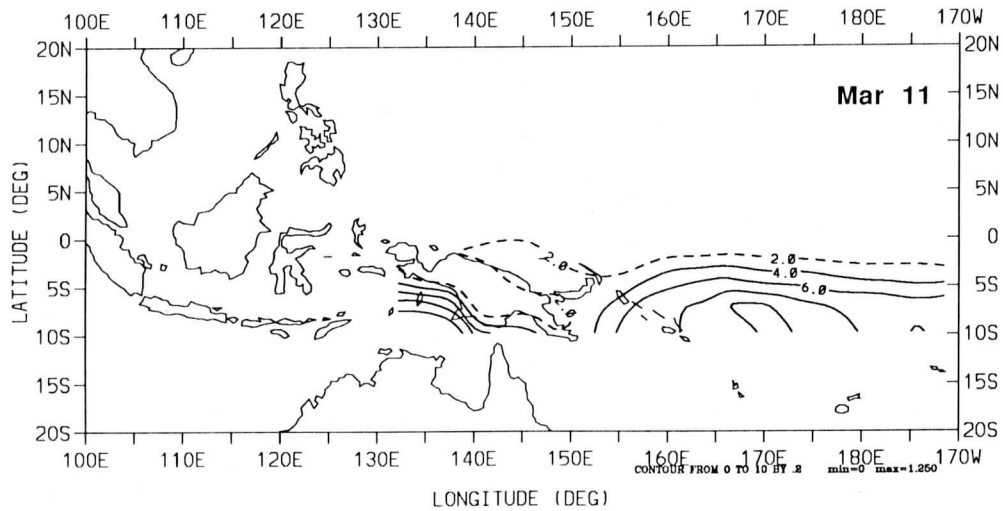 100E 110E 120E 130E 140E 150E 160E 170E 180E 170W
20N 20N
Mar 11
15N 15N
10N 10N
5N 5N
0 0
2.0 2.0
4.0
5S 6.0 5S
10S 10S
15S 15S
20S 20S
100E 110E 120E 130E 140E 150E 160E 170E 180E 170W
CONTOUR FROM 0 TO 10 BY .2 min=0 max=1.250
LONGITUDE (DEG)
LATITUDE (DEG)